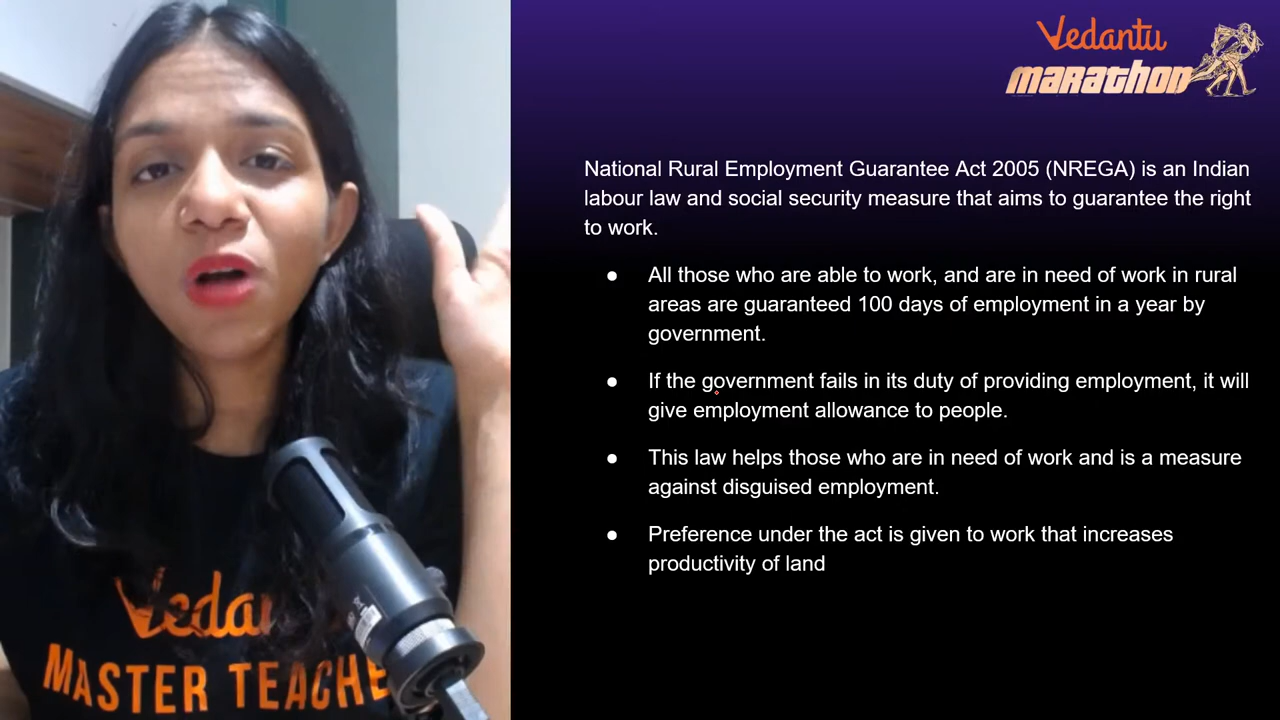 Vedantu
MARATHON
National Rural Employment Guarantee Act 2005 (NREGA) is an Indian
labour law and social security measure that aims to guarantee the right
to work.
● All those who are able to work, and are in need of work in rural
areas are guaranteed 100 days of employment in a year by
government.
● If the government fails in its duty of providing employment, it will
give employment allowance to people.
● This law helps those who are in need of work and is a measure
against disguised employment.
● Preference under the act is given to work that increases
productivity of land
Veda
MASTER TEACHE